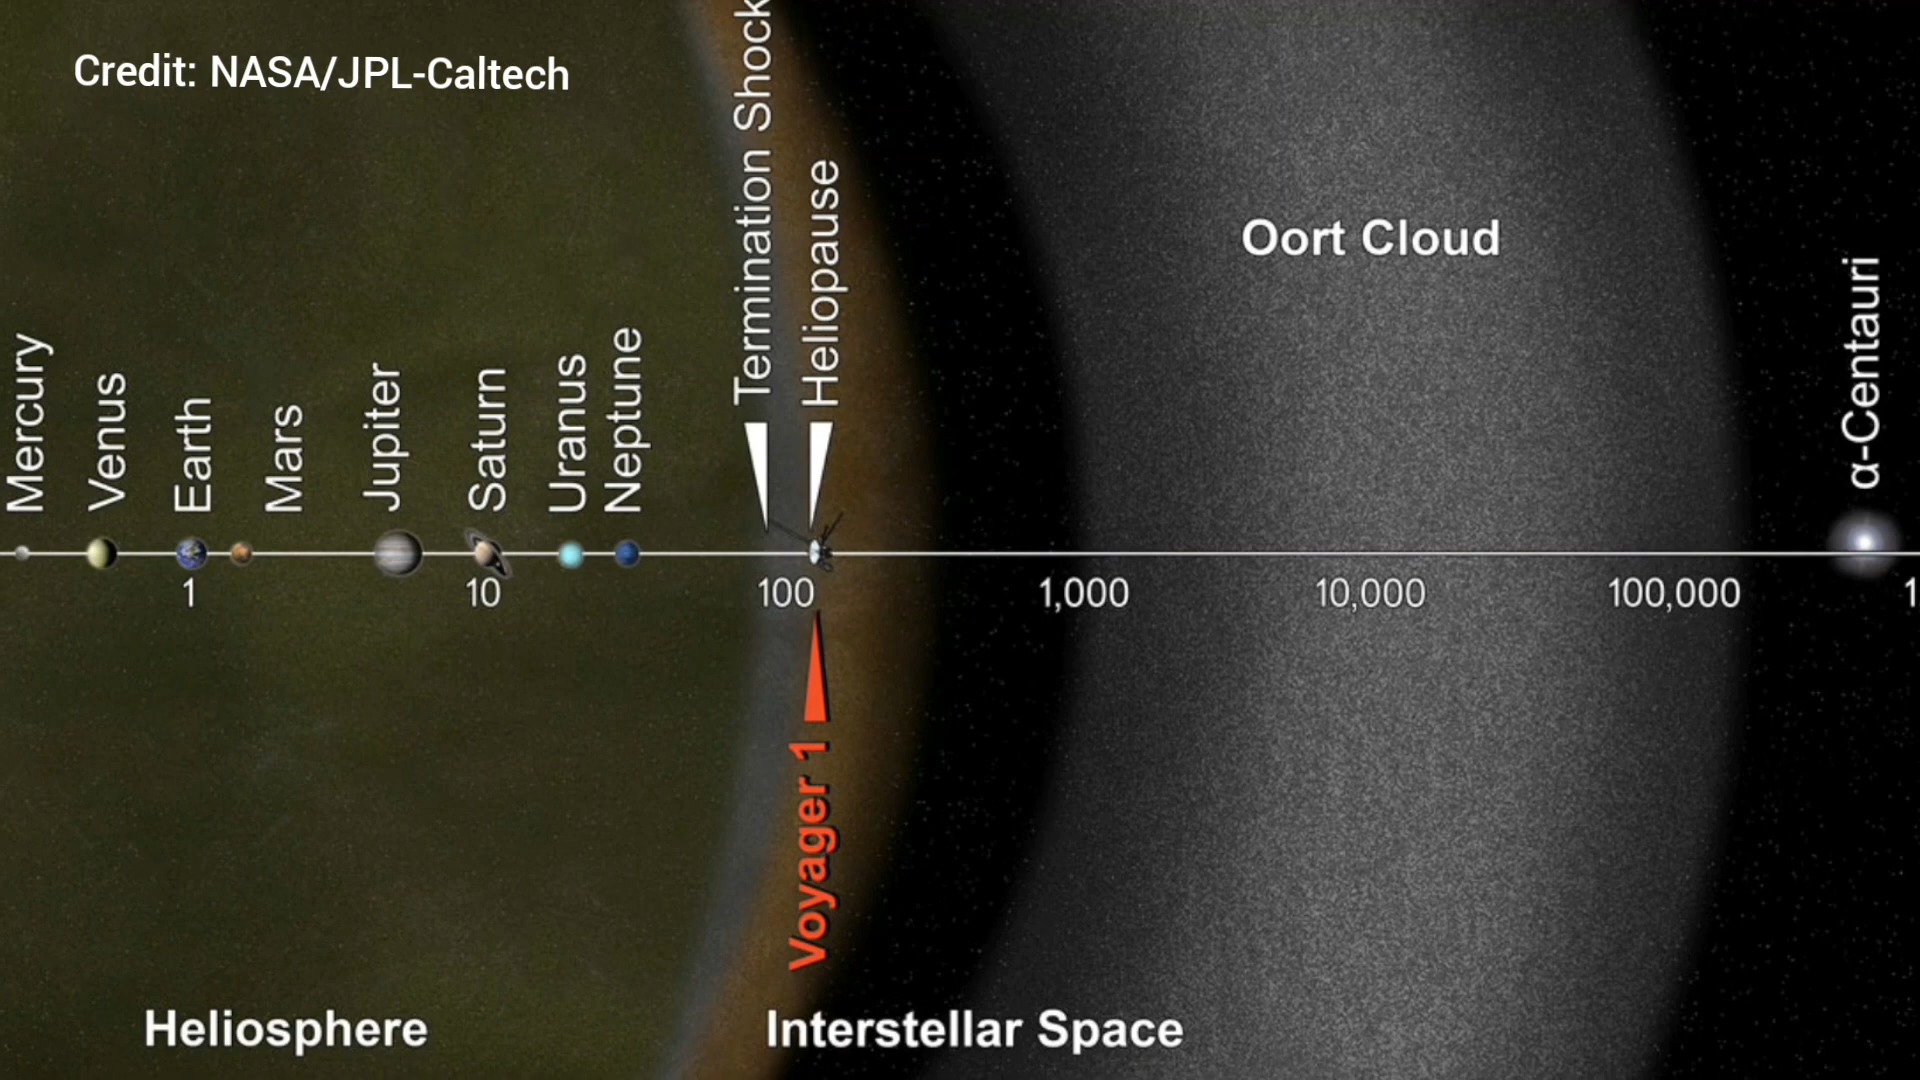 Credit: NASA/JPL-Caltech
Termination Shock
Heliopause
Oort Cloud
α-Centauri
Mercury
Venus
Earth
Mars
Jupiter
Saturn
Uranus
Neptune
1
10
100
1,000
10,000
100,000
1
Voyager 1
Heliosphere
Interstellar Space